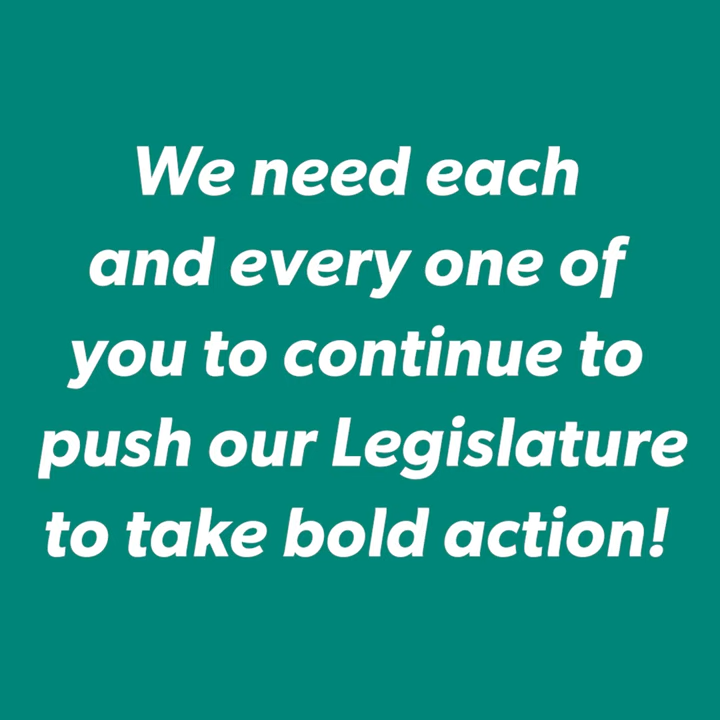 We need each
and every one of
you to continue to
push our Legislature
to take bold action!